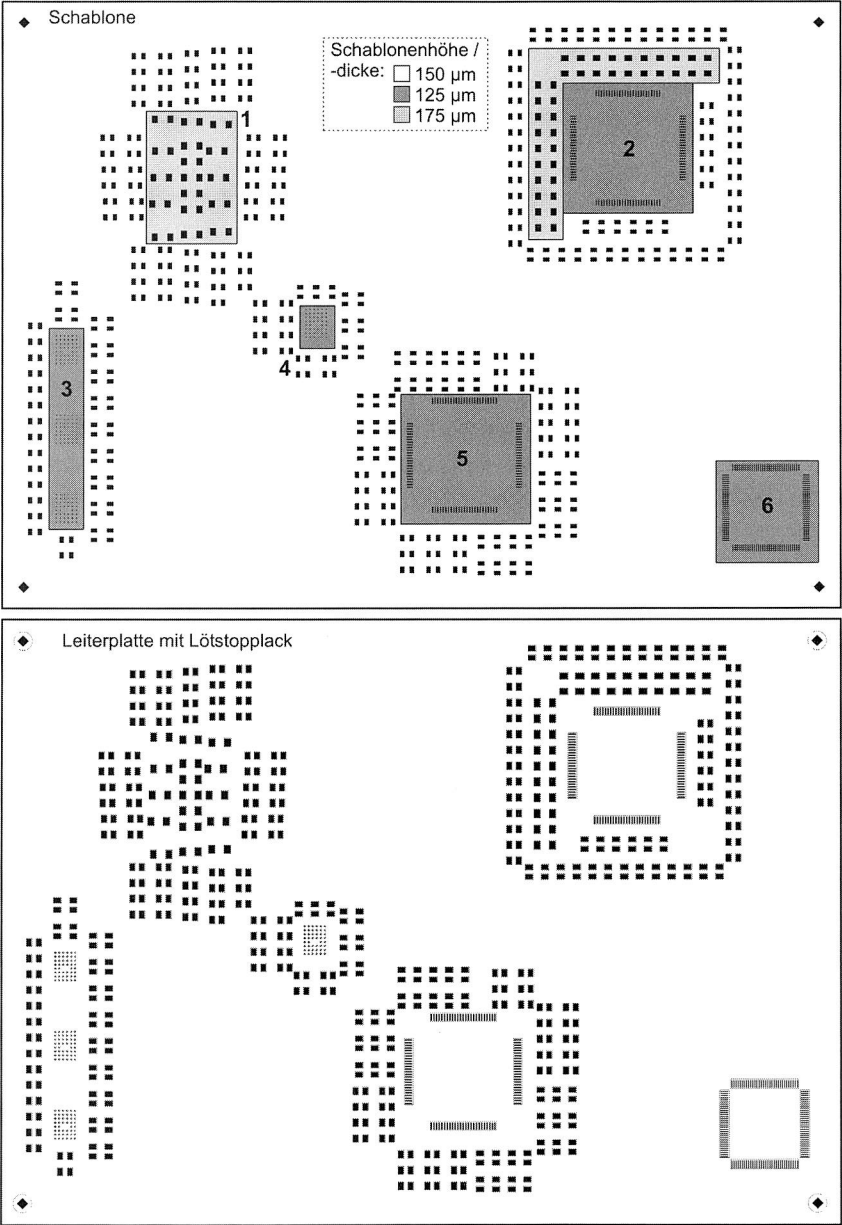 Schablone
Schablonenhöhe /
-dicke: 150 µm
125 µm
175 µm
1
2
3
4
5
6
Leiterplatte mit Lötstopplack